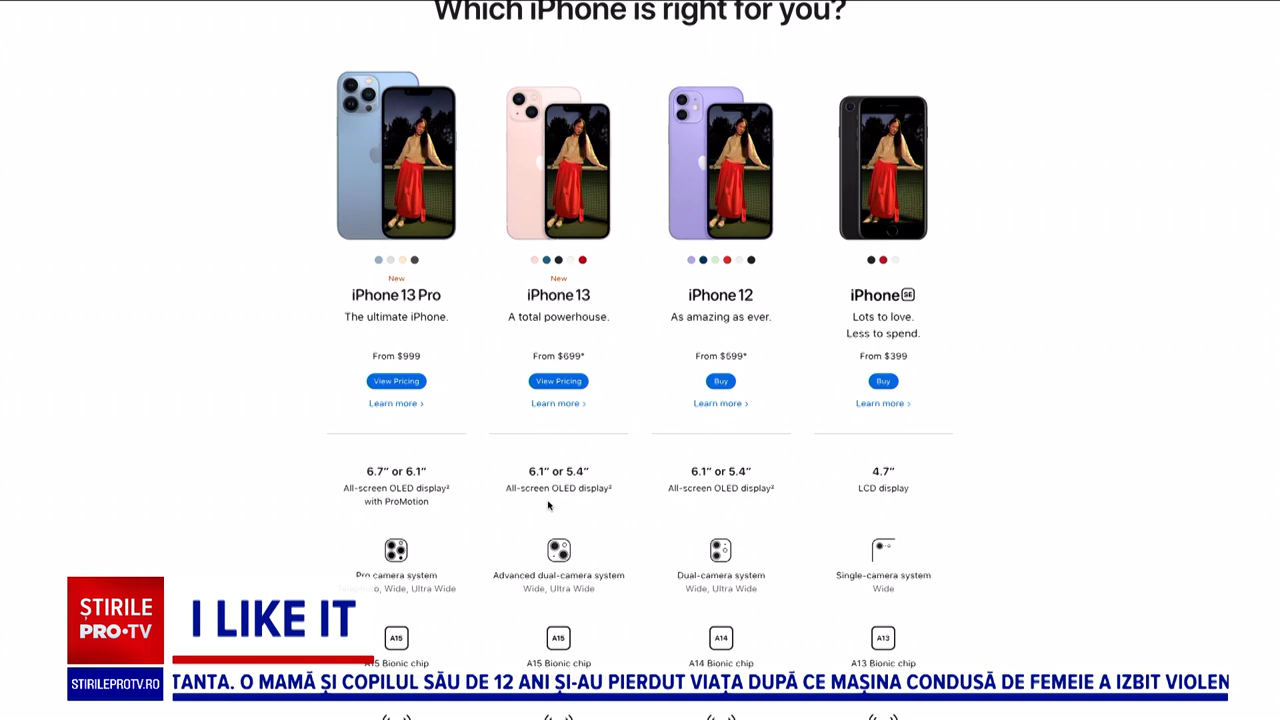 Which iPhone is right for you?
New
New
iPhone 13 Pro
iPhone 13
iPhone 12
iPhone SE
The ultimate iPhone.
A total powerhouse.
As amazing as ever.
Lots to love.
Less to spend.
From $999
From $699*
From $599*
From $399
View Pricing
View Pricing
Buy
Buy
Learn more >
Learn more >
Learn more >
Learn more >
6.7″ or 6.1″
6.1″ or 5.4″
6.1″ or 5.4″
4.7″
All-screen OLED display²
with ProMotion
All-screen OLED display²
All-screen OLED display²
LCD display
Pro camera system
Wide, Ultra Wide
Advanced dual-camera system
Wide, Ultra Wide
Dual-camera system
Wide, Ultra Wide
Single-camera system
Wide
A15
A15
A14
A13
A15 Bionic chip
A15 Bionic chip
A14 Bionic chip
A13 Bionic chip
ȘTIRILE
PRO•TV
I LIKE IT
STIRILEPROTV.RO
TANTA. O MAMĂ ȘI COPILUL SĂU DE 12 ANI ȘI-AU PIERDUT VIAȚA DUPĂ CE MAȘINA CONDUSĂ DE FEMEIE A IZBIT VIOLEN